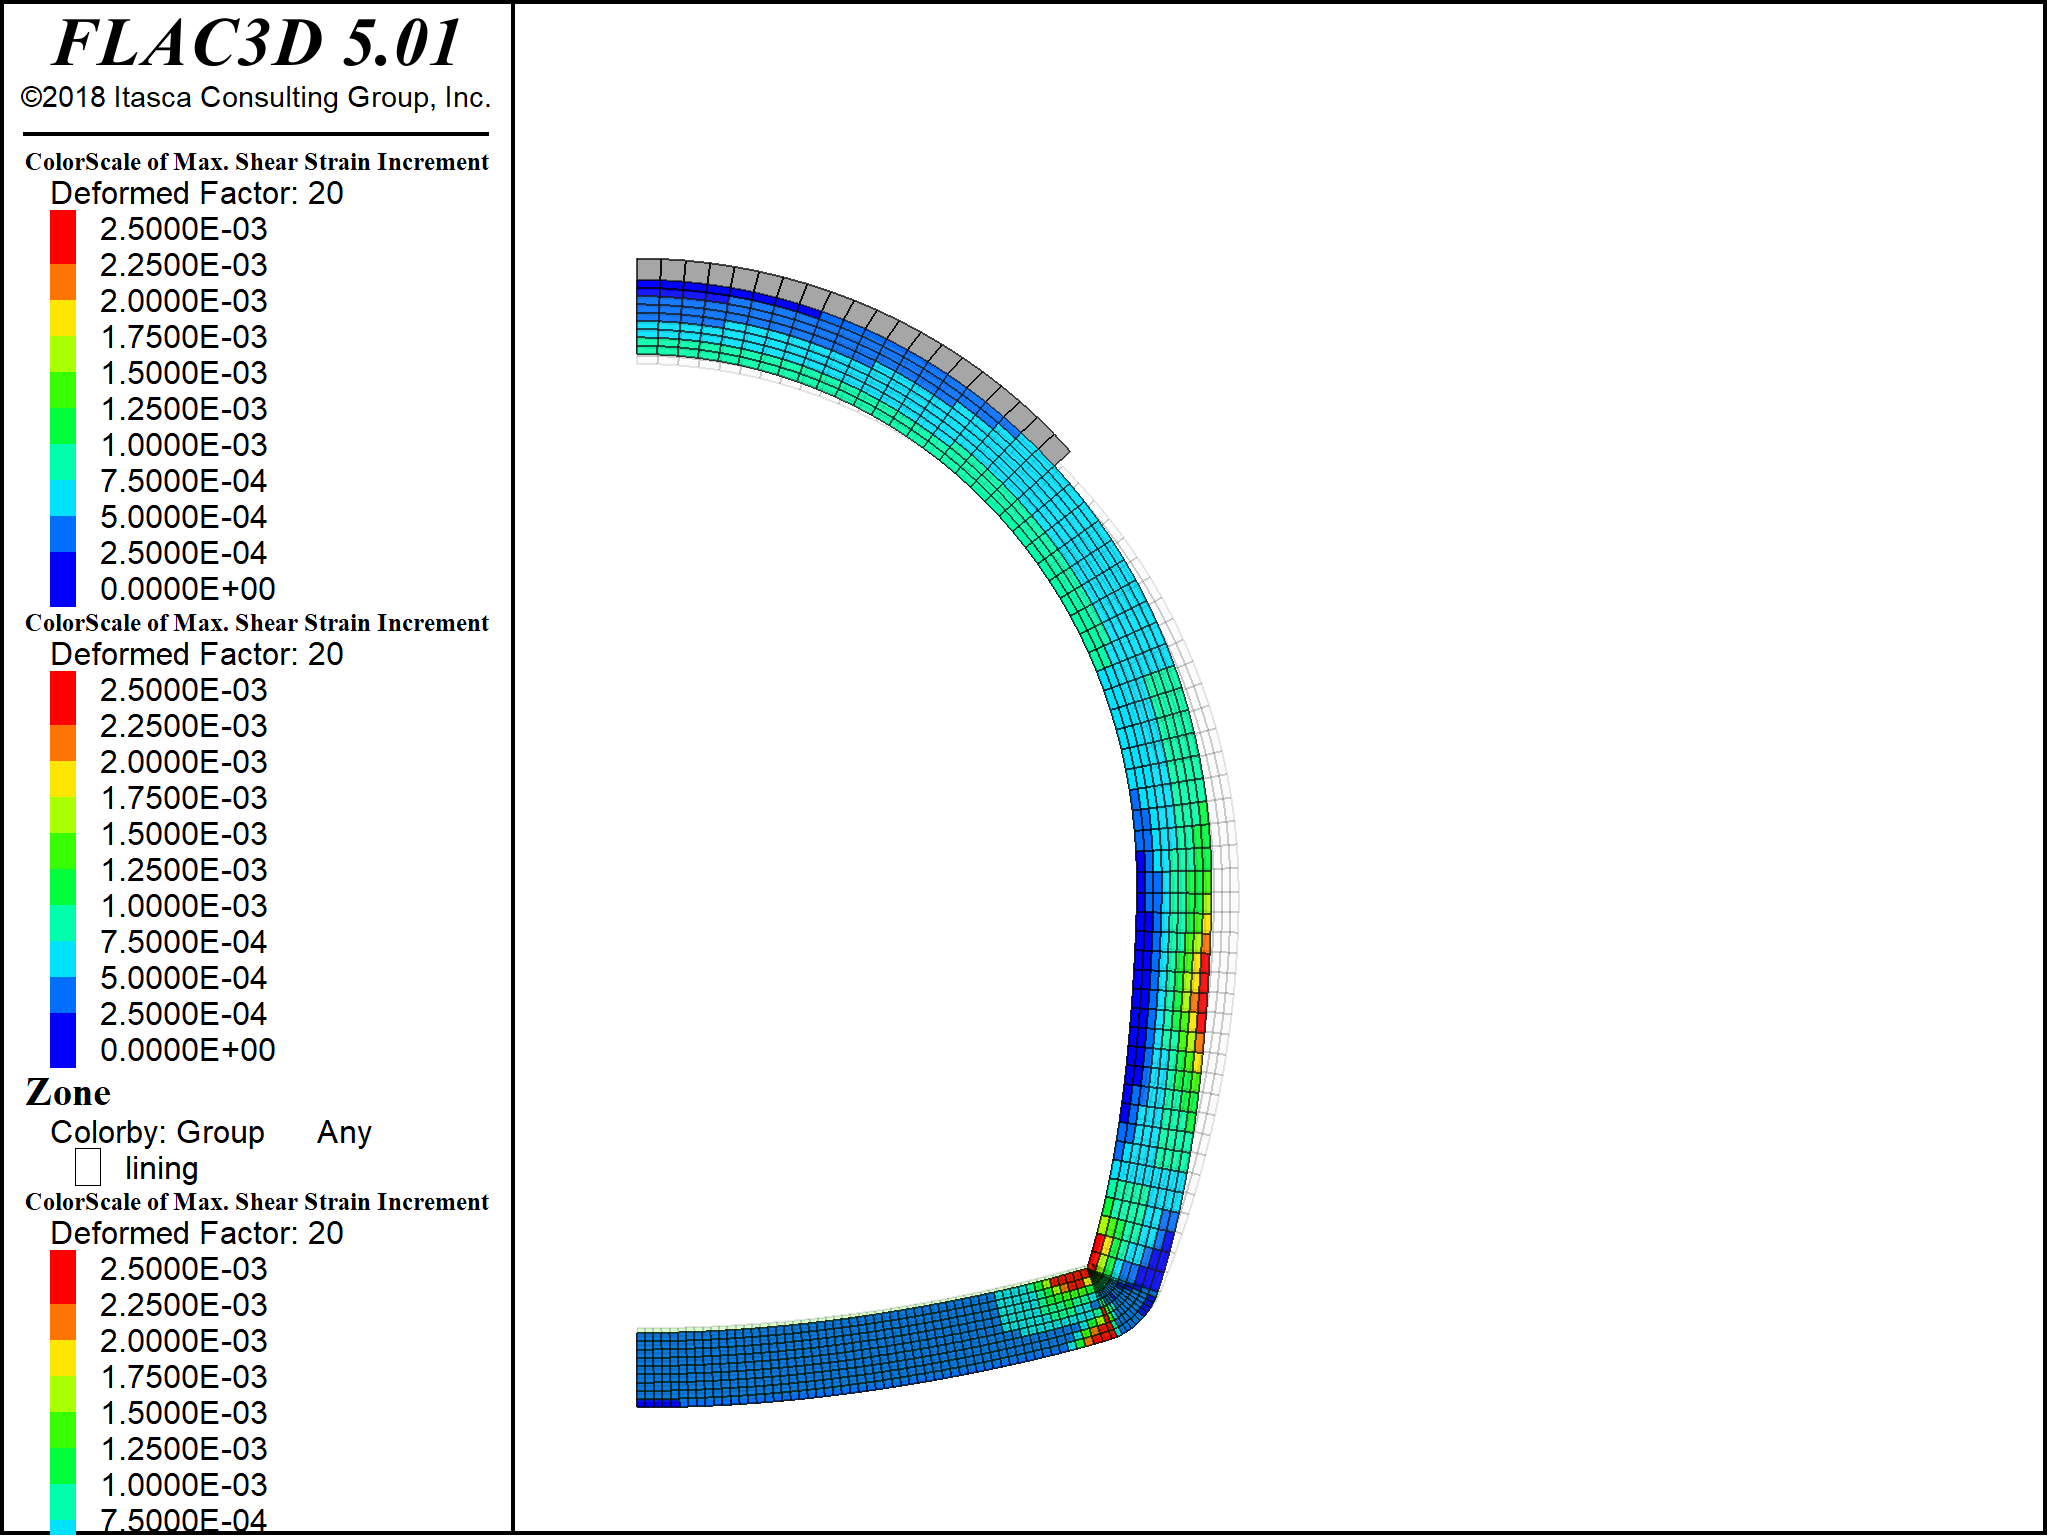 FLAC3D 5.01
©2018 Itasca Consulting Group, Inc.
ColorScale of Max. Shear Strain Increment
Deformed Factor: 20
2.5000E-03
2.2500E-03
2.0000E-03
1.7500E-03
1.5000E-03
1.2500E-03
1.0000E-03
7.5000E-04
5.0000E-04
2.5000E-04
0.0000E+00
ColorScale of Max. Shear Strain Increment
Deformed Factor: 20
2.5000E-03
2.2500E-03
2.0000E-03
1.7500E-03
1.5000E-03
1.2500E-03
1.0000E-03
7.5000E-04
5.0000E-04
2.5000E-04
0.0000E+00
Zone
Colorby: Group Any
lining
ColorScale of Max. Shear Strain Increment
Deformed Factor: 20
2.5000E-03
2.2500E-03
2.0000E-03
1.7500E-03
1.5000E-03
1.2500E-03
1.0000E-03
7.5000E-04